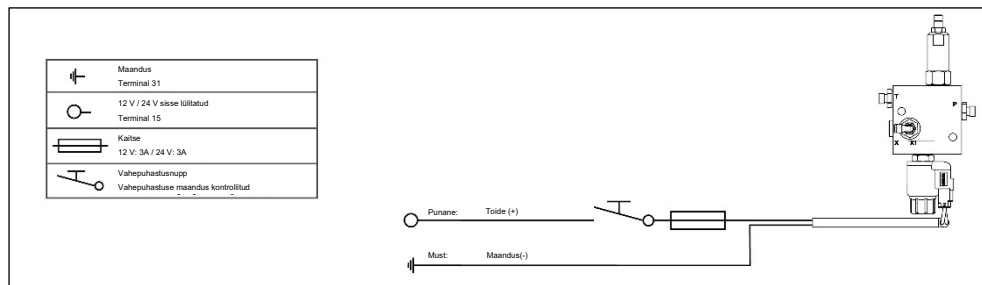 Maandus
Terminal 31
12 V / 24 V sisse lülitatud
Terminal 15
Kaitse
12 V: 3A / 24 V: 3A
Vahepuhastusnupp
Vahepuhastuse maandus kontrollitud
T
P
X X1
Punane: Toide (+)
Must: Maandus(-)